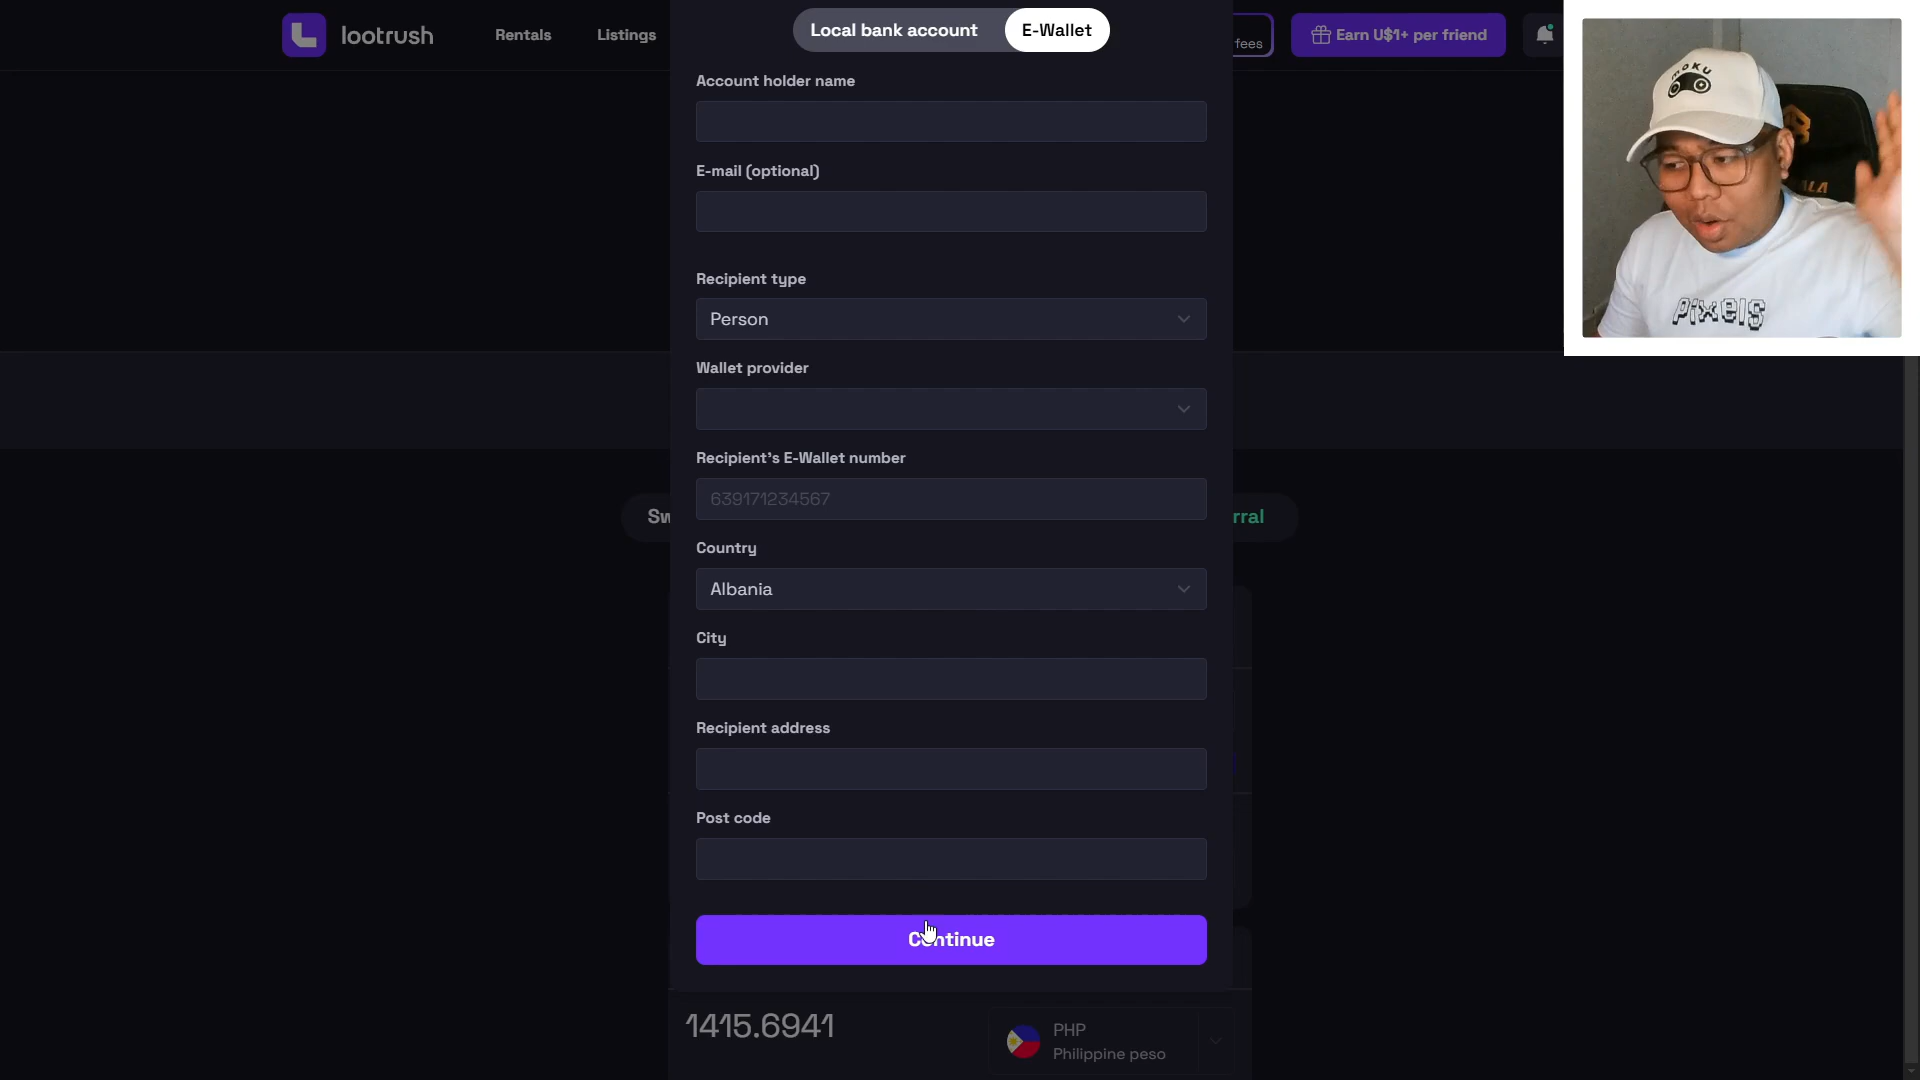 lootrush
Rentals
Listings
fees
Earn U$1+ per friend
Local bank account
E-Wallet
Account holder name
E-mail (optional)
Recipient type
Person
Wallet provider
Recipient's E-Wallet number
639171234567
Country
Albania
Sw
rral
City
Recipient address
Post code
Continue
1415.6941
PHP
Philippine peso
MOKU
pixels